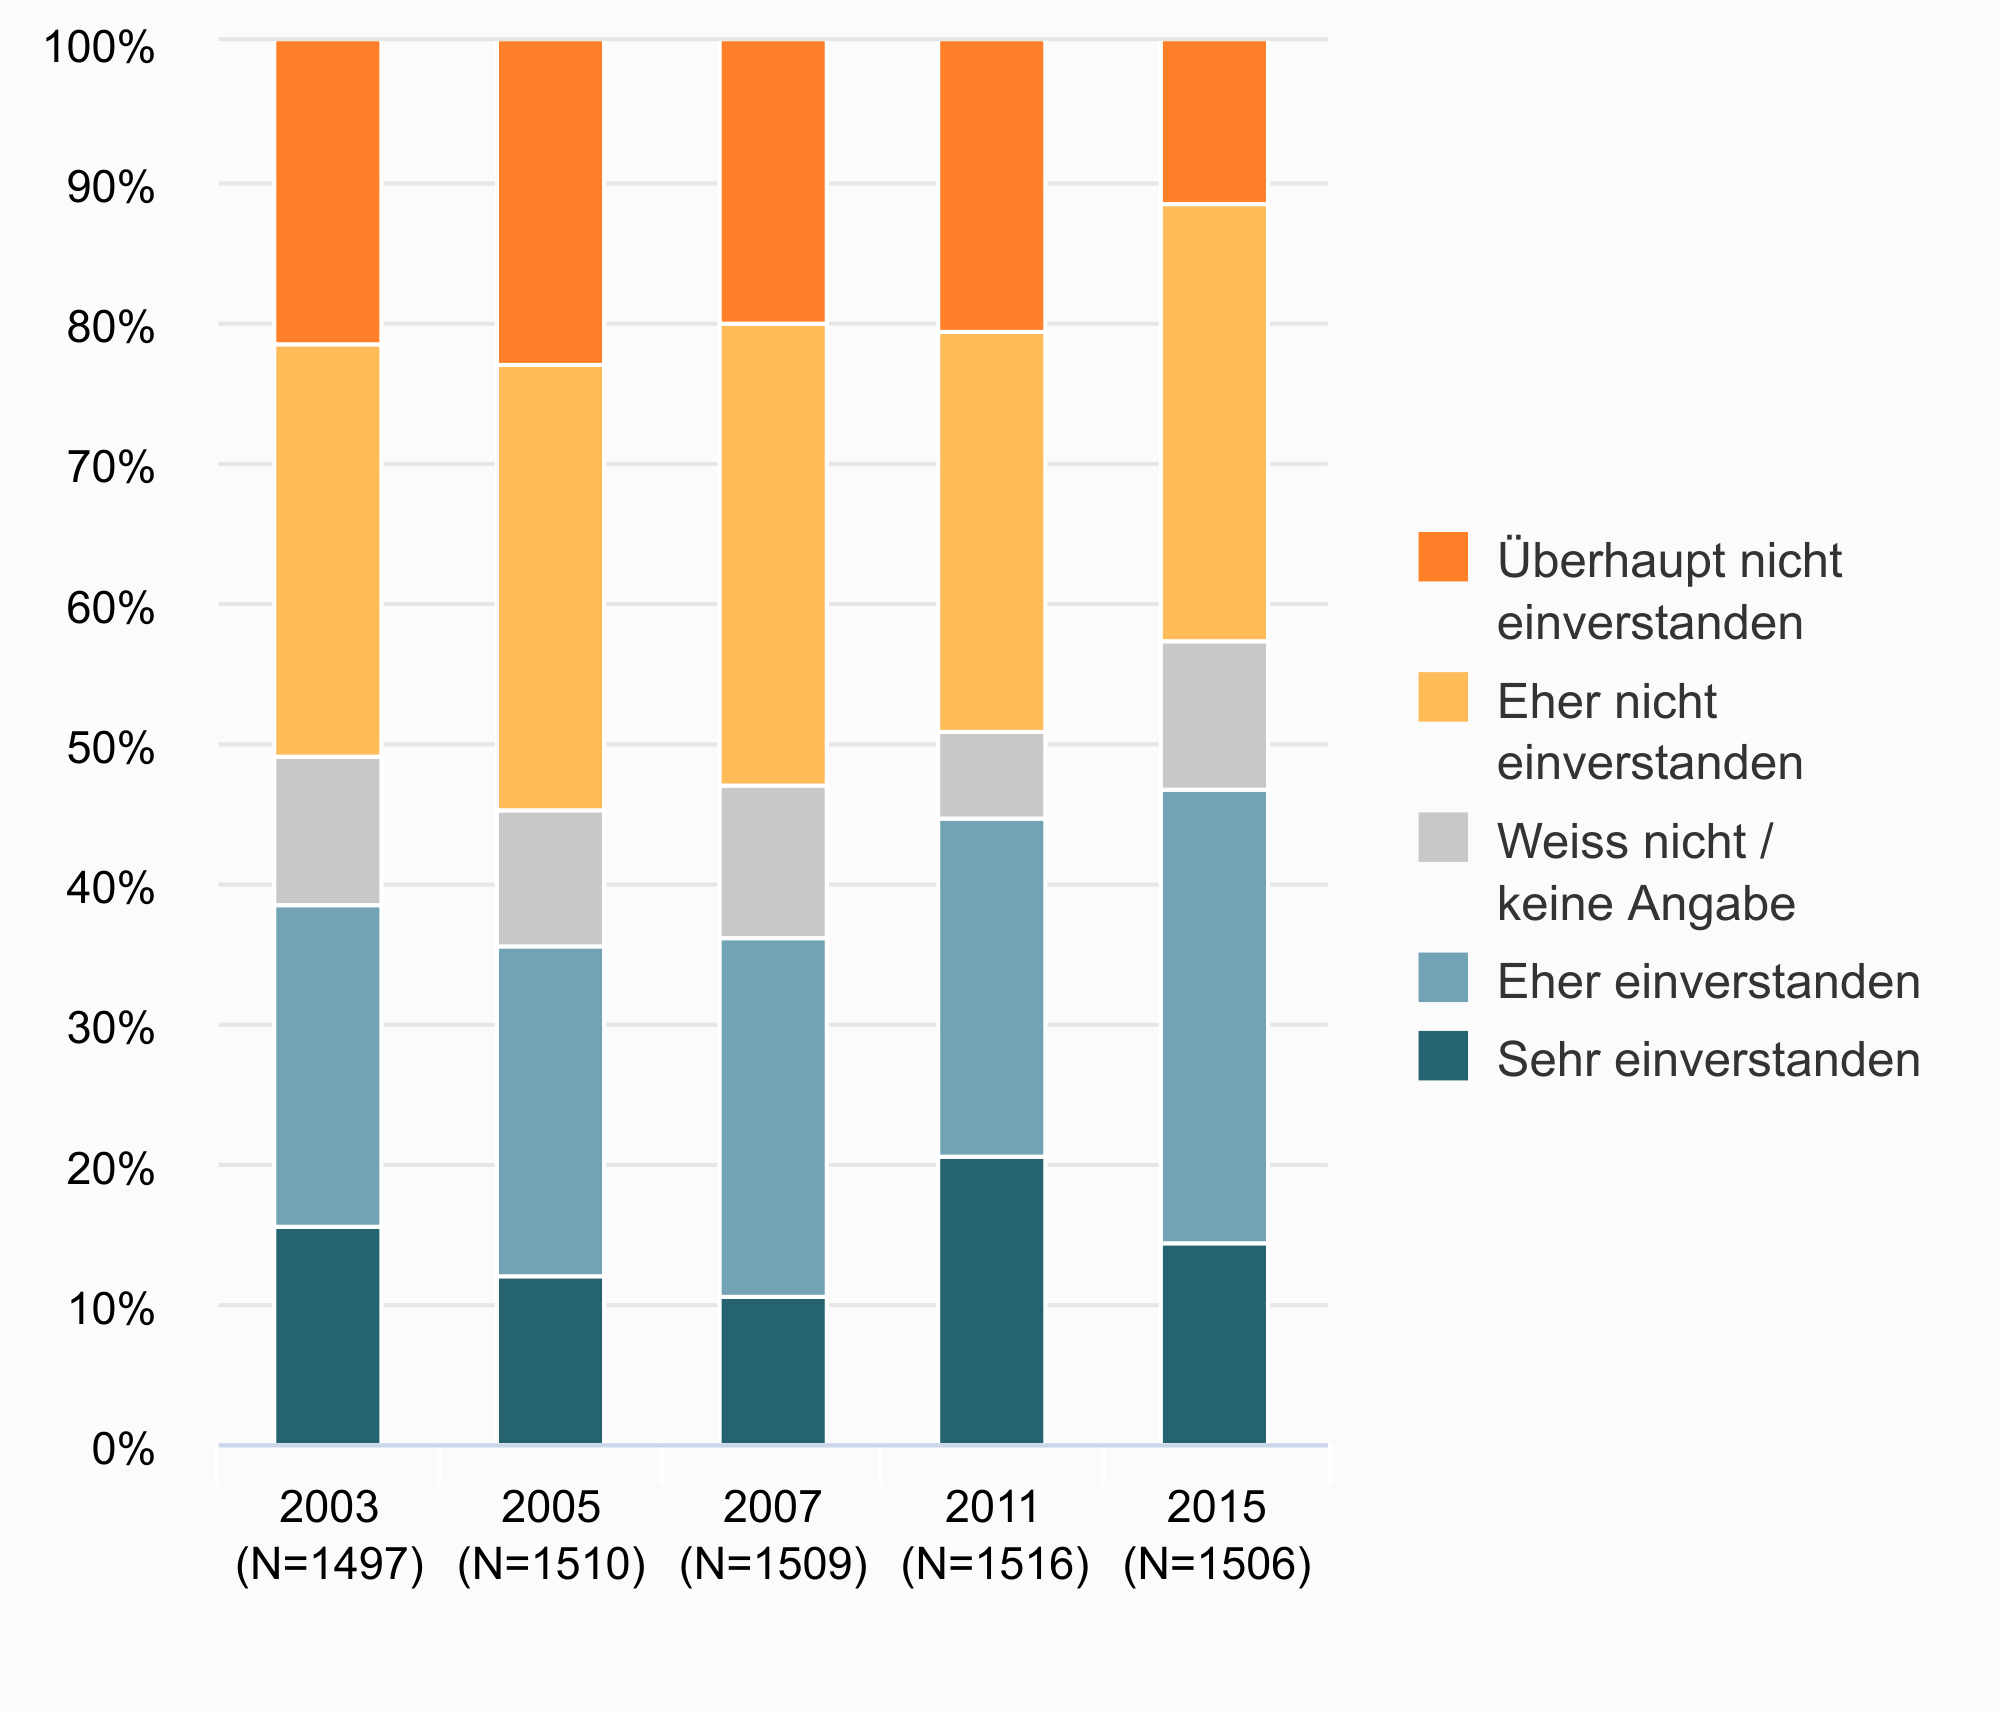 100%
90%
80%
70%
60%
50%
40%
30%
20%
10%
0%
2003
(N=1497)
2005
(N=1510)
2007
(N=1509)
2011
(N=1516)
2015
(N=1506)
Überhaupt nicht
einverstanden
Eher nicht
einverstanden
Weiss nicht /
keine Angabe
Eher einverstanden
Sehr einverstanden